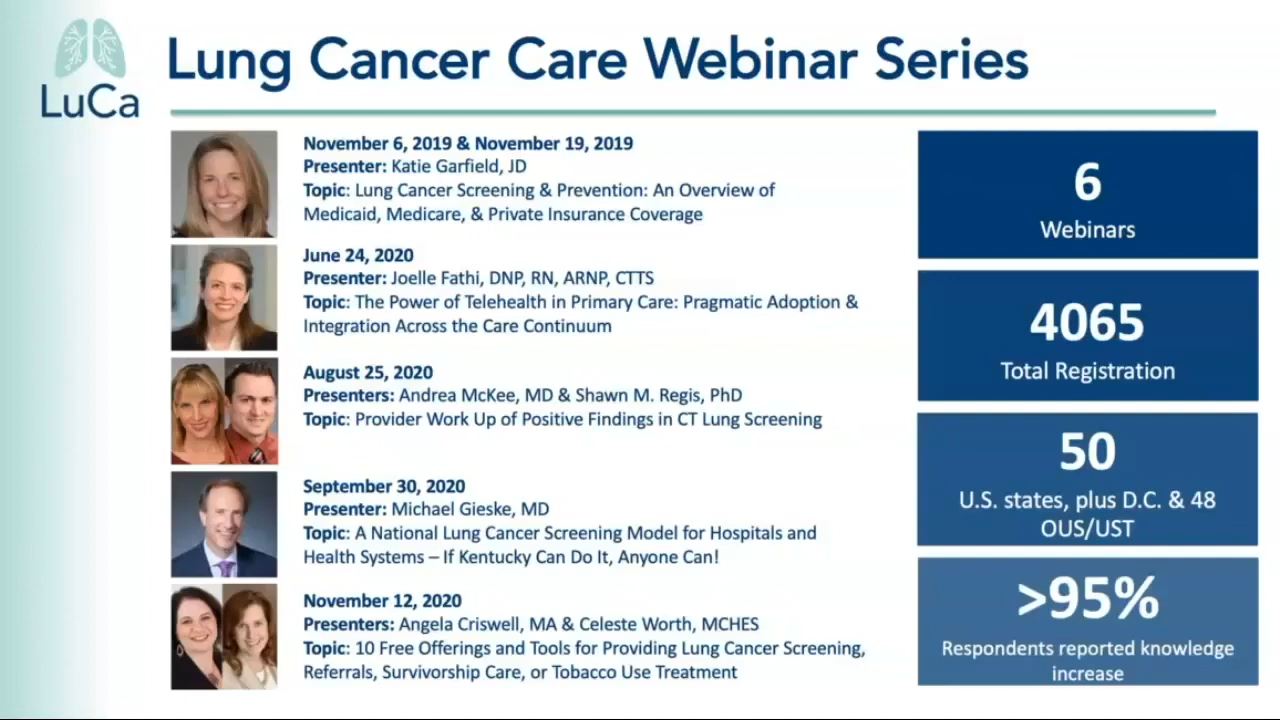 LuCa
Lung Cancer Care Webinar Series
November 6, 2019 & November 19, 2019
Presenter: Katie Garfield, JD
Topic: Lung Cancer Screening & Prevention: An Overview of
Medicaid, Medicare, & Private Insurance Coverage
June 24, 2020
Presenter: Joelle Fathi, DNP, RN, ARNP, CTTS
Topic: The Power of Telehealth in Primary Care: Pragmatic Adoption &
Integration Across the Care Continuum
August 25, 2020
Presenters: Andrea McKee, MD & Shawn M. Regis, PhD
Topic: Provider Work Up of Positive Findings in CT Lung Screening
September 30, 2020
Presenter: Michael Gieske, MD
Topic: A National Lung Cancer Screening Model for Hospitals and
Health Systems – If Kentucky Can Do It, Anyone Can!
November 12, 2020
Presenters: Angela Criswell, MA & Celeste Worth, MCHES
Topic: 10 Free Offerings and Tools for Providing Lung Cancer Screening,
Referrals, Survivorship Care, or Tobacco Use Treatment
6
Webinars
4065
Total Registration
50
U.S. states, plus D.C. & 48
OUS/UST
>95%
Respondents reported knowledge
increase